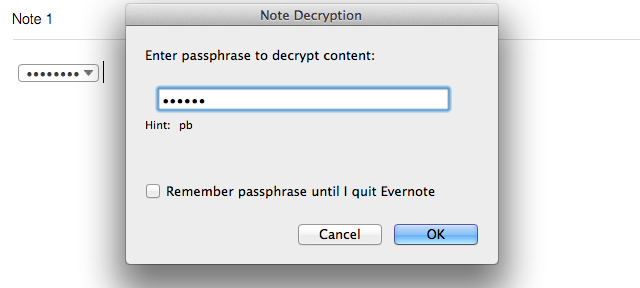 Note Decryption
Note 1
Enter passphrase to decrypt content:
••••••••
••••••
Hint: pb
Remember passphrase until I quit Evernote
Cancel OK